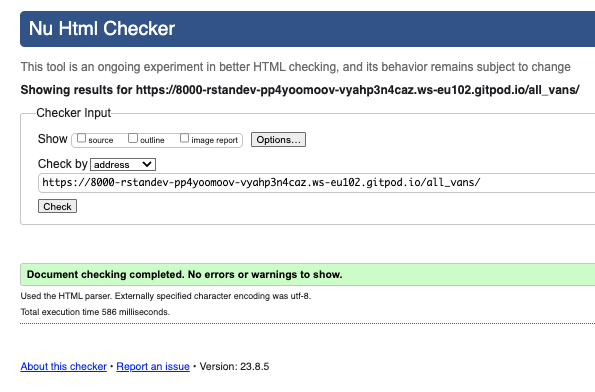 Nu Html Checker
This tool is an ongoing experiment in better HTML checking, and its behavior remains subject to change
Showing results for https://8000-rstandev-pp4yoomoov-vyahp3n4caz.ws-eu102.gitpod.io/all_vans/
Checker Input
Show source outline image report Options...
Check by address
https://8000-rstandev-pp4yoomoov-vyahp3n4caz.ws-eu102.gitpod.io/all_vans/
Check
Document checking completed. No errors or warnings to show.
Used the HTML parser. Externally specified character encoding was utf-8.
Total execution time 586 milliseconds.
About this checker • Report an issue • Version: 23.8.5